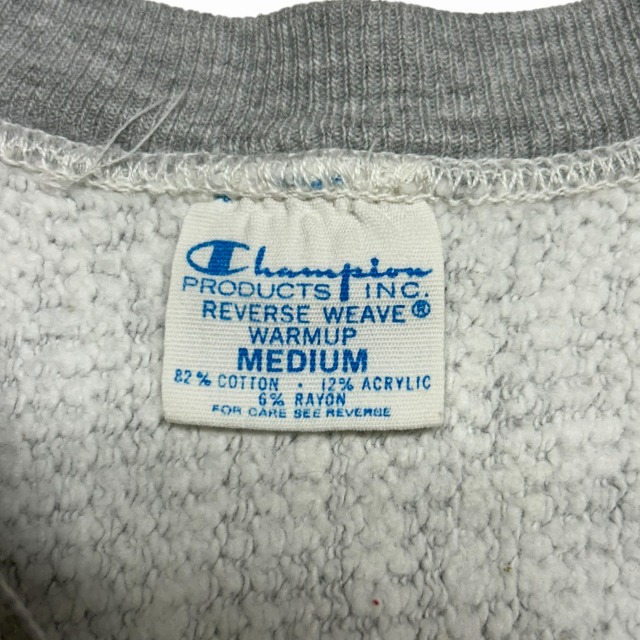 Champion
PRODUCTS INC.
REVERSE WEAVE®
WARMUP
MEDIUM
82% COTTON · 12% ACRYLIC
6% RAYON
FOR CARE SEE REVERSE